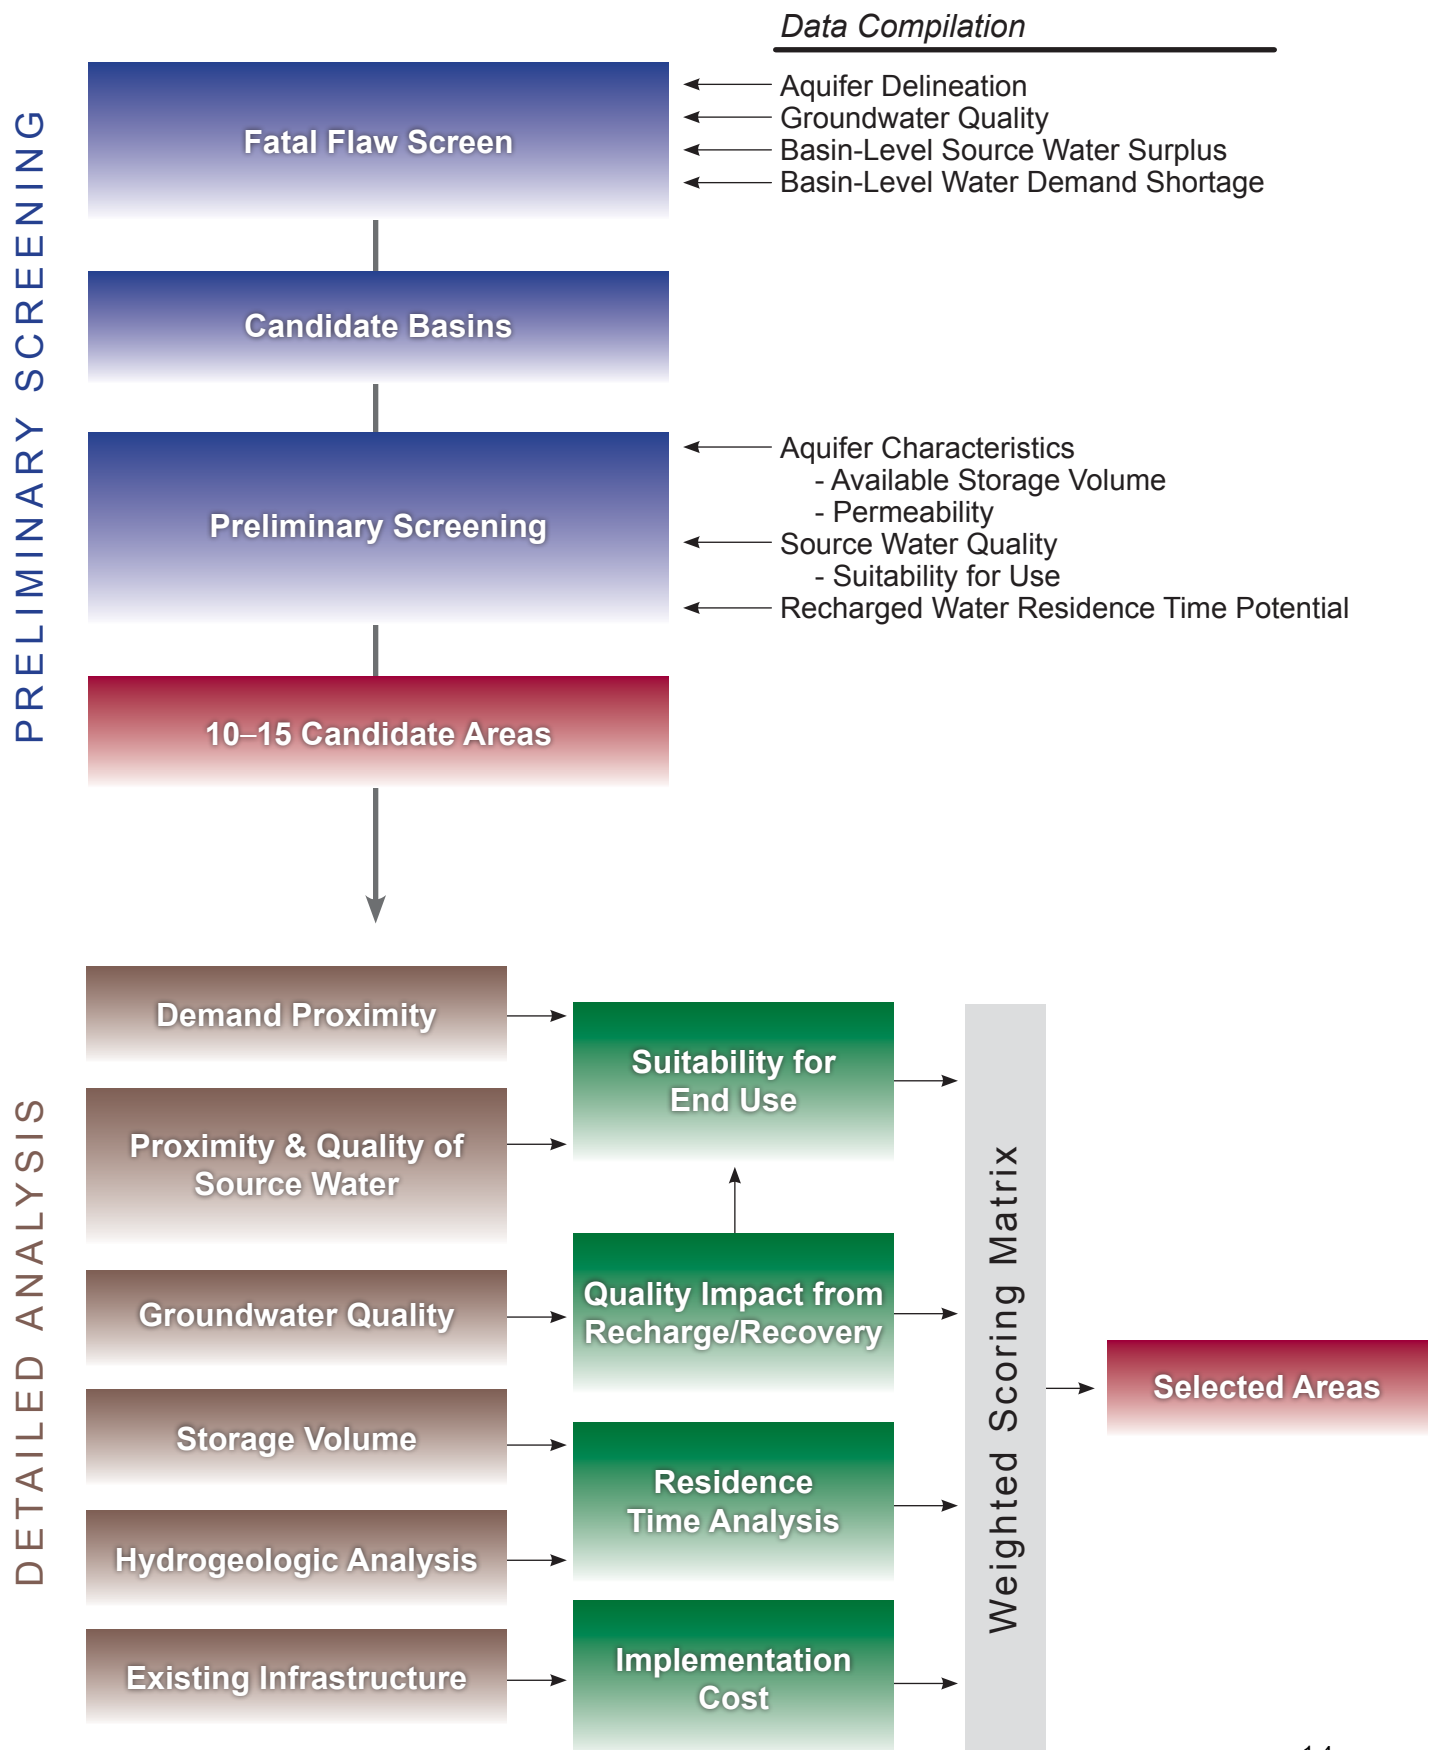 Data Compilation
PRELIMINARY SCREENING
Fatal Flaw Screen
Aquifer Delineation
Groundwater Quality
Basin-Level Source Water Surplus
Basin-Level Water Demand Shortage
Candidate Basins
Preliminary Screening
Aquifer Characteristics
- Available Storage Volume
- Permeability
Source Water Quality
- Suitability for Use
Recharged Water Residence Time Potential
10–15 Candidate Areas
DETAILED ANALYSIS
Demand Proximity
Proximity & Quality of
Source Water
Groundwater Quality
Storage Volume
Hydrogeologic Analysis
Existing Infrastructure
Suitability for
End Use
Quality Impact from
Recharge/Recovery
Residence
Time Analysis
Implementation
Cost
Weighted Scoring Matrix
Selected Areas